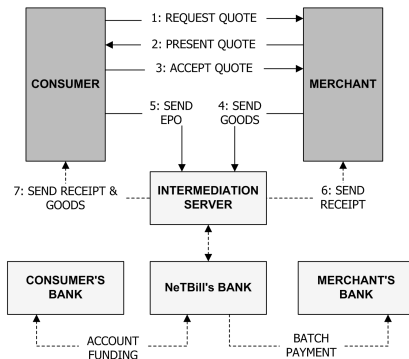 1: REQUEST QUOTE
2: PRESENT QUOTE
3: ACCEPT QUOTE
CONSUMER
MERCHANT
5: SEND
EPO
4: SEND
GOODS
7: SEND RECEIPT &
GOODS
INTERMEDIATION
SERVER
6: SEND
RECEIPT
CONSUMER'S
BANK
NeTBill's BANK
MERCHANT'S
BANK
ACCOUNT
FUNDING
BATCH
PAYMENT